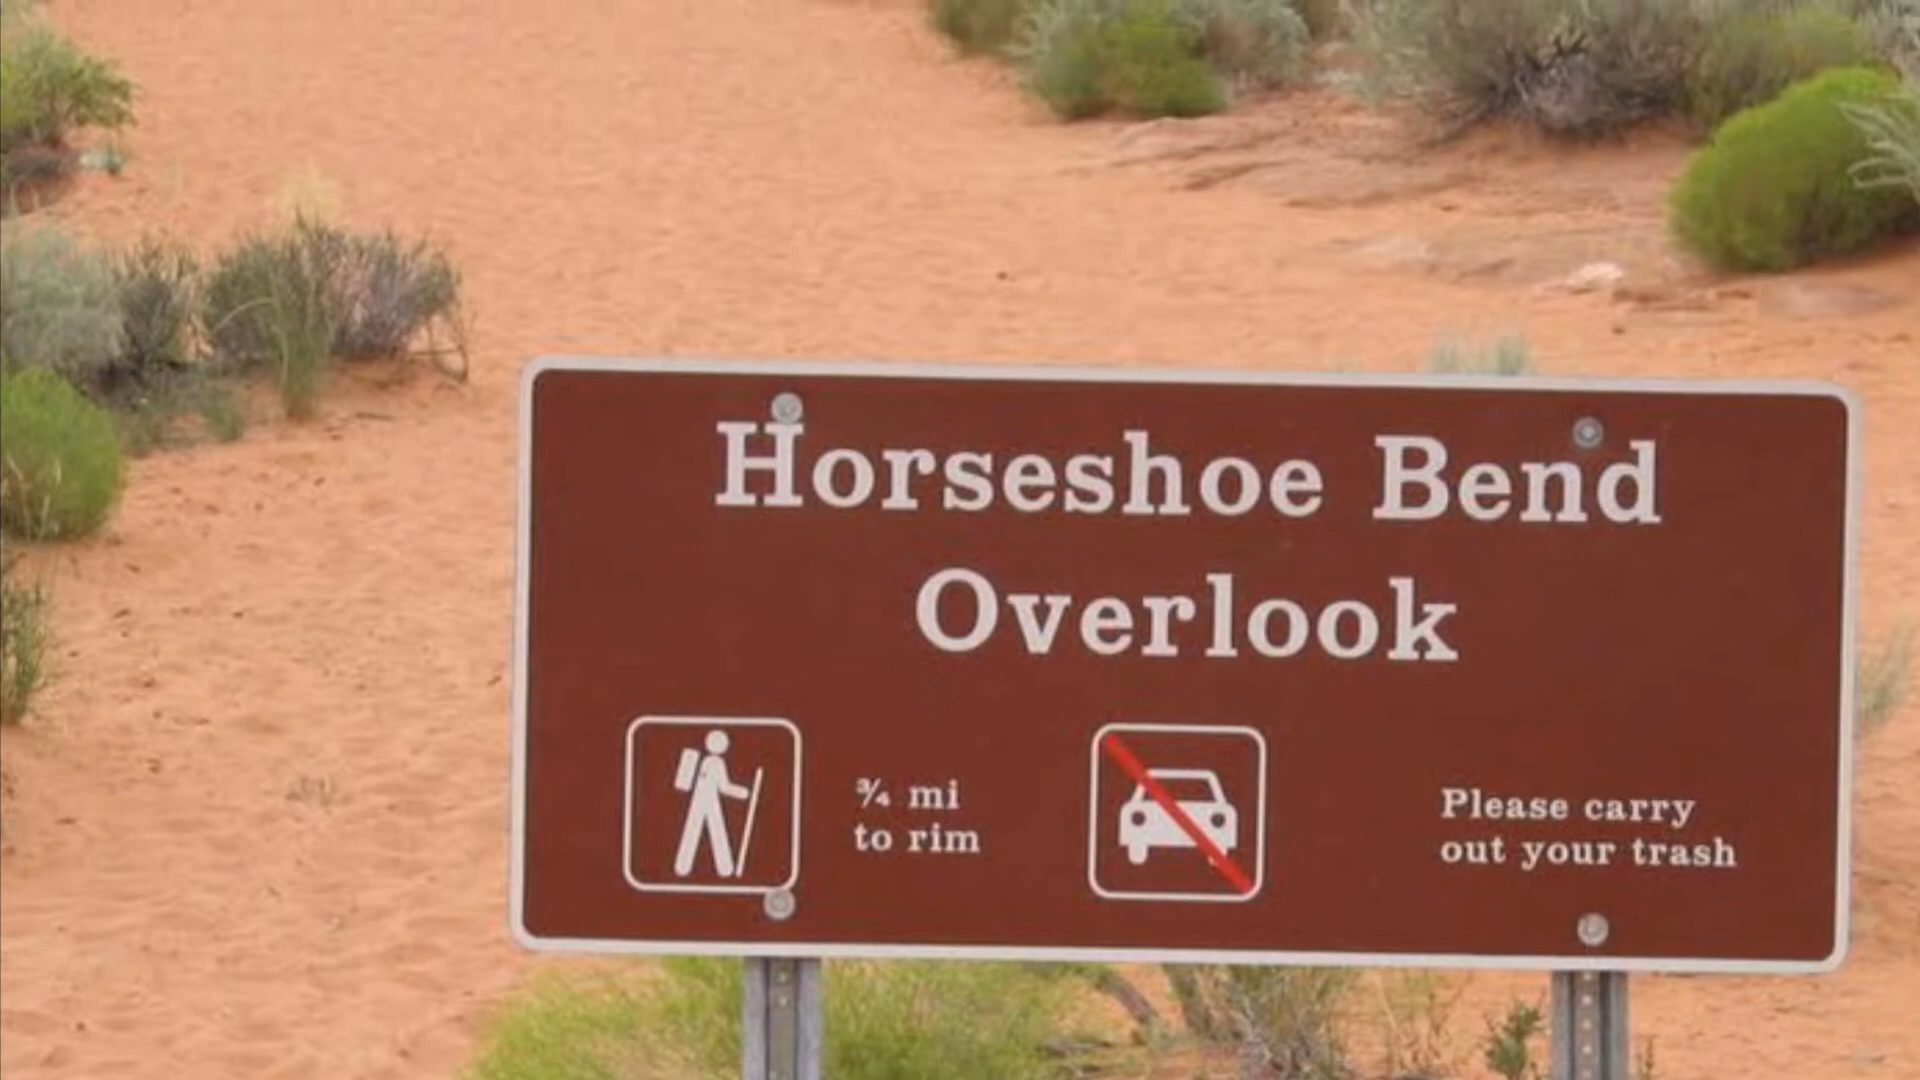 Horseshoe Bend
Overlook
¾ mi
to rim
Please carry
out your trash